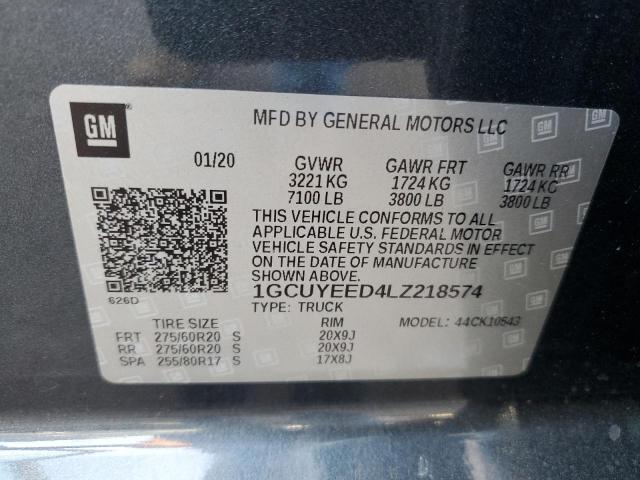 GM
MFD BY GENERAL MOTORS LLC
01/20 GVWR GAWR FRT GAWR RR
3221 KG 1724 KG 1724 KG
7100 LB 3800 LB 3800 LB
THIS VEHICLE CONFORMS TO ALL
APPLICABLE U.S. FEDERAL MOTOR
VEHICLE SAFETY STANDARDS IN EFFECT
ON THE DATE OF MANUFACTURE
SHOWN ABOVE.
1GCUYEED4LZ218574
626D TYPE: TRUCK MODEL: 44CK10543
TIRE SIZE RIM
FRT 275/60R20 S 20X9J
RR 275/60R20 S 20X9J
SPA 255/80R17 S 17X8J